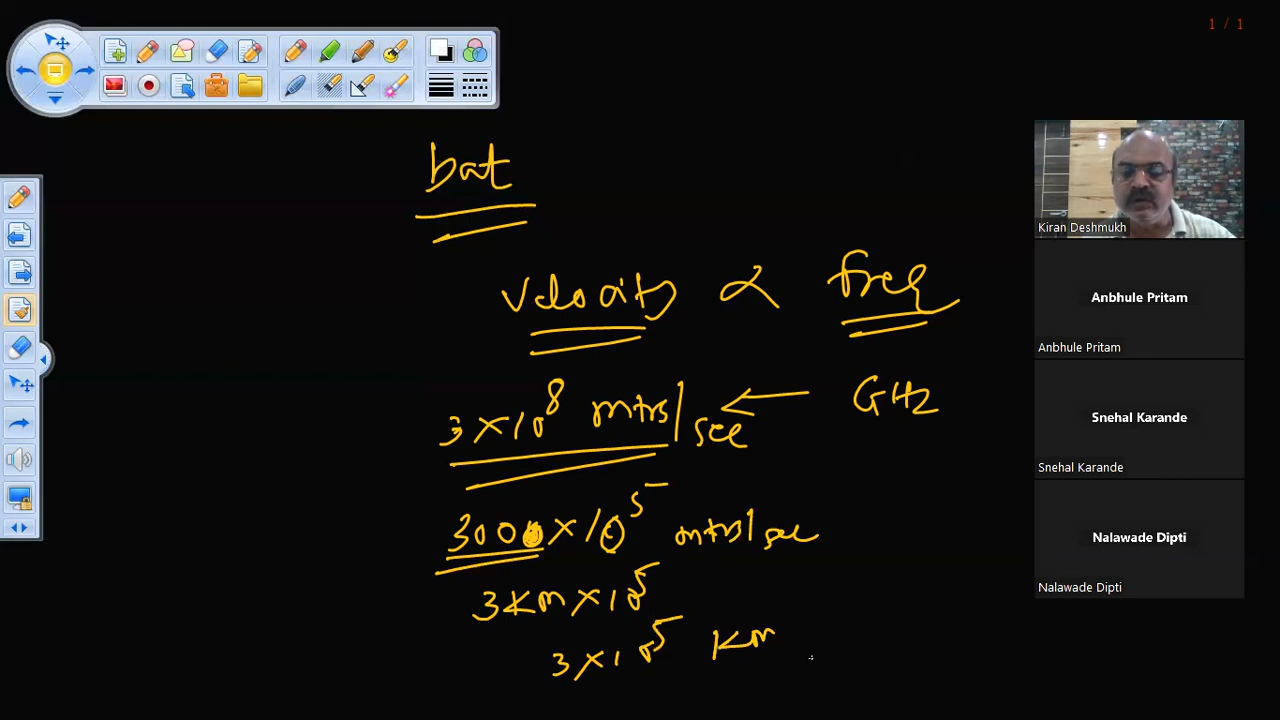 1 / 1
bat
velocity ∝ freq
3×10⁸ mtrs/sec ← GHz
3000×10⁵ mtrs/sec
3Km×10⁵
3×10⁵ Km
Kiran Deshmukh
Anbhule Pritam
Anbhule Pritam
Snehal Karande
Snehal Karande
Nalawade Dipti
Nalawade Dipti